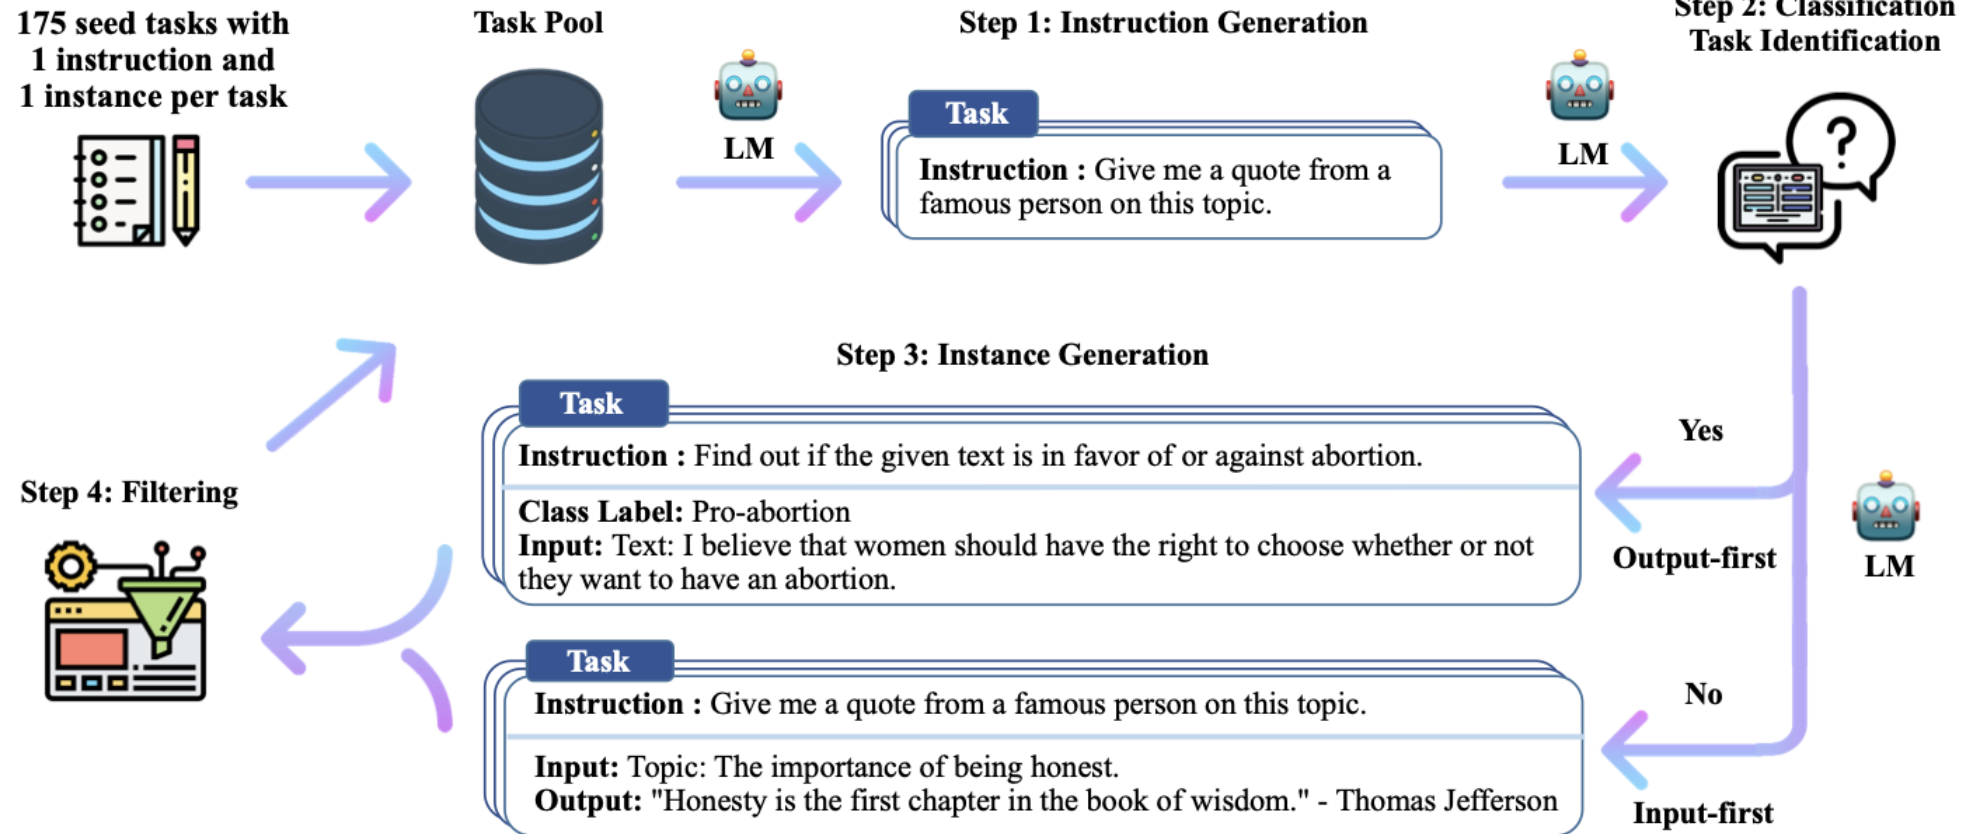 175 seed tasks with
1 instruction and
1 instance per task
Task Pool
LM
Step 1: Instruction Generation
Task
Instruction : Give me a quote from a
famous person on this topic.
LM
Step 2: Classification
Task Identification
Step 3: Instance Generation
Task
Instruction : Find out if the given text is in favor of or against abortion.
Class Label: Pro-abortion
Input: Text: I believe that women should have the right to choose whether or not
they want to have an abortion.
Yes
Output-first
LM
Task
Instruction : Give me a quote from a famous person on this topic.
Input: Topic: The importance of being honest.
Output: "Honesty is the first chapter in the book of wisdom." - Thomas Jefferson
No
Input-first
Step 4: Filtering